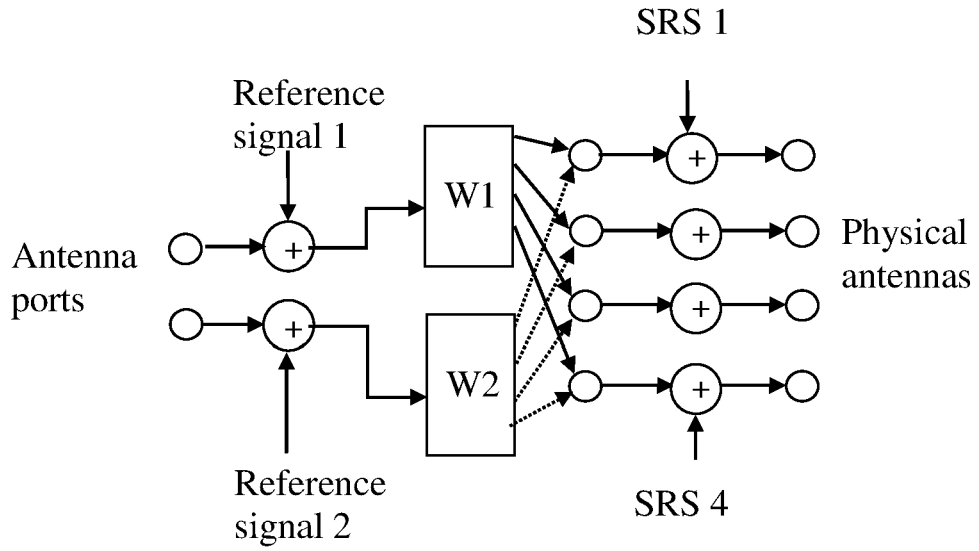 SRS 1
Reference
signal 1
+
W1
+
Antenna
ports
+
+
Physical
antennas
+
+
W2
+
Reference
signal 2
SRS 4